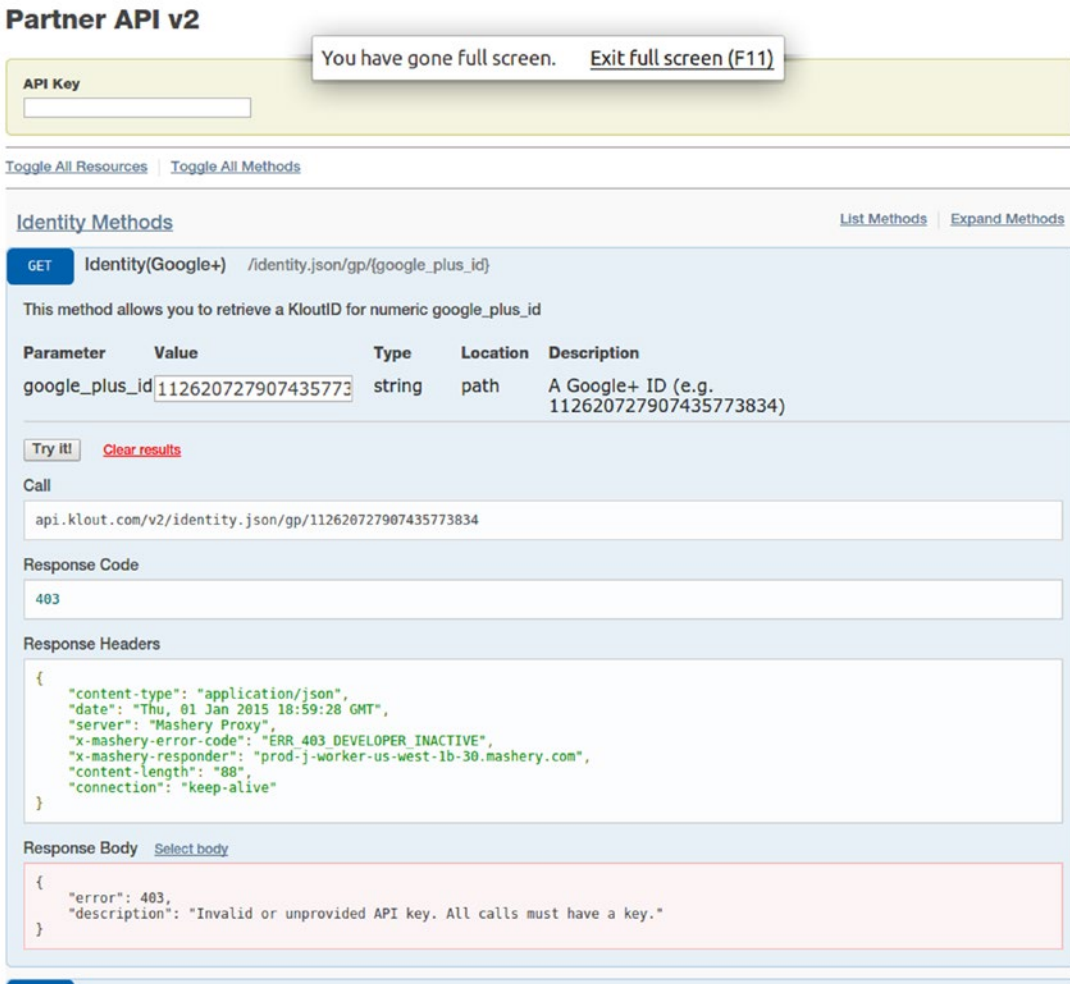 Partner API v2
You have gone full screen. Exit full screen (F11)
API Key
Toggle All Resources Toggle All Methods
Identity Methods List Methods Expand Methods
GET Identity(Google+) /identity.json/gp/{google_plus_id}
This method allows you to retrieve a KloutID for numeric google_plus_id
Parameter Value Type Location Description
google_plus_id 112620727907435773 string path A Google+ ID (e.g.
112620727907435773834)
Try it! Clear results
Call
api.klout.com/v2/identity.json/gp/112620727907435773834
Response Code
403
Response Headers
{
"content-type": "application/json",
"date": "Thu, 01 Jan 2015 18:59:28 GMT",
"server": "Mashery Proxy",
"x-mashery-error-code": "ERR_403_DEVELOPER_INACTIVE",
"x-mashery-responder": "prod-j-worker-us-west-1b-30.mashery.com",
"content-length": "88",
"connection": "keep-alive"
}
Response Body Select body
{
"error": 403,
"description": "Invalid or unprovided API key. All calls must have a key."
}